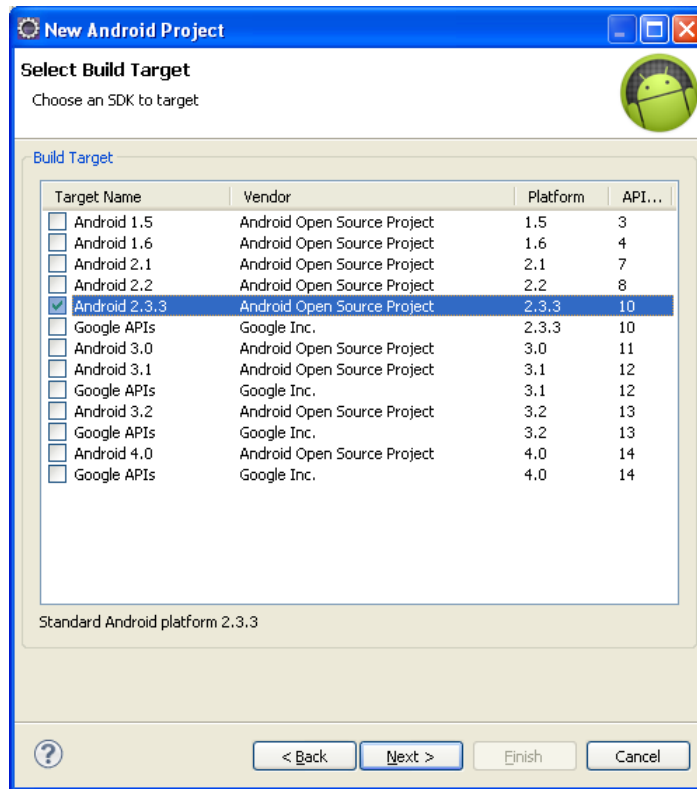 New Android Project
Select Build Target
Choose an SDK to target
Build Target
Target Name Vendor Platform API...
Android 1.5 Android Open Source Project 1.5 3
Android 1.6 Android Open Source Project 1.6 4
Android 2.1 Android Open Source Project 2.1 7
Android 2.2 Android Open Source Project 2.2 8
Android 2.3.3 Android Open Source Project 2.3.3 10
Google APIs Google Inc. 2.3.3 10
Android 3.0 Android Open Source Project 3.0 11
Android 3.1 Android Open Source Project 3.1 12
Google APIs Google Inc. 3.1 12
Android 3.2 Android Open Source Project 3.2 13
Google APIs Google Inc. 3.2 13
Android 4.0 Android Open Source Project 4.0 14
Google APIs Google Inc. 4.0 14
Standard Android platform 2.3.3
? < Back Next > Finish Cancel